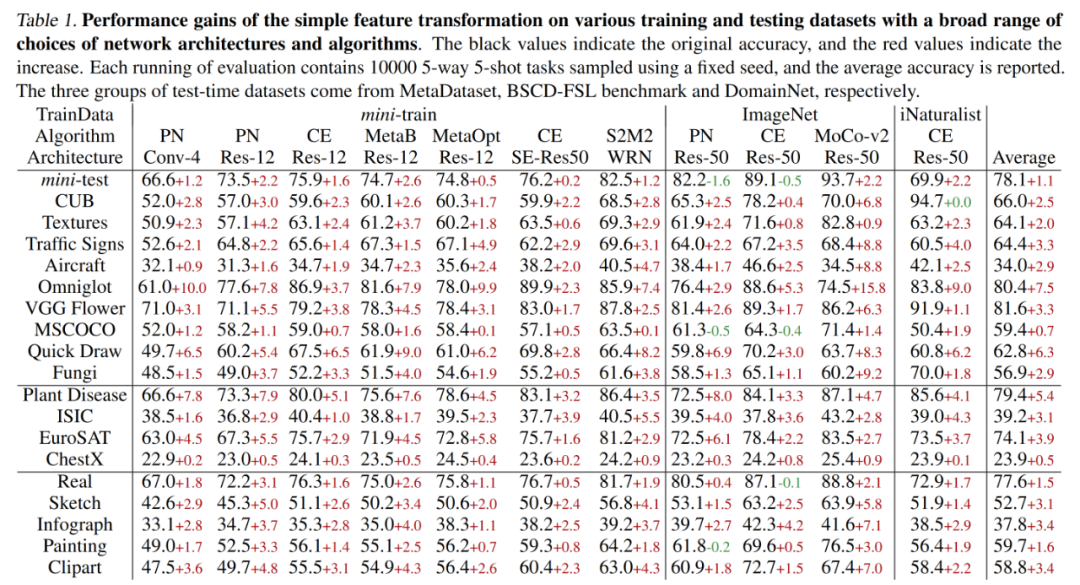 Table 1. Performance gains of the simple feature transformation on various training and testing datasets with a broad range of
choices of network architectures and algorithms. The black values indicate the original accuracy, and the red values indicate the
increase. Each running of evaluation contains 10000 5-way 5-shot tasks sampled using a fixed seed, and the average accuracy is reported.
The three groups of test-time datasets come from MetaDataset, BSCD-FSL benchmark and DomainNet, respectively.
TrainData mini-train ImageNet iNaturalist
Algorithm PN PN CE MetaB MetaOpt CE S2M2 PN CE MoCo-v2 CE
Architecture Conv-4 Res-12 Res-12 Res-12 Res-12 SE-Res50 WRN Res-50 Res-50 Res-50 Res-50 Average
mini-test 66.6+1.2 73.5+2.2 75.9+1.6 74.7+2.6 74.8+0.5 76.2+0.2 82.5+1.2 82.2-1.6 89.1-0.5 93.7+2.2 69.9+2.2 78.1+1.1
CUB 52.0+2.8 57.0+3.0 59.6+2.3 60.1+2.6 60.3+1.7 59.9+2.2 68.5+2.8 65.3+2.5 78.2+0.4 70.0+6.8 94.7+0.0 66.0+2.5
Textures 50.9+2.3 57.1+4.2 63.1+2.4 61.2+3.7 60.2+1.8 63.5+0.6 69.3+2.9 61.9+2.4 71.6+0.8 82.8+0.9 63.2+2.3 64.1+2.0
Traffic Signs 52.6+2.1 64.8+2.2 65.6+1.4 67.3+1.5 67.1+4.9 62.2+2.9 69.6+3.1 64.0+2.2 67.2+3.5 68.4+8.8 60.5+4.0 64.4+3.3
Aircraft 32.1+0.9 31.3+1.6 34.7+1.9 34.7+2.3 35.6+2.4 38.2+2.0 40.5+4.7 38.4+1.7 46.6+2.5 34.5+8.8 42.1+2.5 34.0+2.9
Omniglot 61.0+10.0 77.6+7.8 86.9+3.7 81.6+7.9 78.0+9.9 89.9+2.3 85.9+7.4 76.4+2.9 88.6+5.3 74.5+15.8 83.8+9.0 80.4+7.5
VGG Flower 71.0+3.1 71.1+5.5 79.2+3.8 78.3+4.5 78.4+3.1 83.0+1.7 87.8+2.5 81.4+2.6 89.3+1.7 86.2+6.3 91.9+1.1 81.6+3.3
MSCOCO 52.0+1.2 58.2+1.1 59.0+0.7 58.0+1.6 58.4+0.1 57.1+0.5 63.5+0.1 61.3-0.5 64.3-0.4 71.4+1.4 50.4+1.9 59.4+0.7
Quick Draw 49.7+6.5 60.2+5.4 67.5+6.5 61.9+9.0 61.0+6.2 69.8+2.8 66.4+8.2 59.8+6.9 70.2+3.0 63.7+8.3 60.8+6.2 62.8+6.3
Fungi 48.5+1.5 49.0+3.7 52.2+3.3 51.5+4.0 54.6+1.9 55.2+0.5 61.6+3.8 58.5+1.3 65.1+1.1 60.2+9.2 70.0+1.8 56.9+2.9
Plant Disease 66.6+7.8 73.3+7.9 80.0+5.1 75.6+7.6 78.6+4.5 83.1+3.2 86.4+3.5 72.5+8.0 84.1+3.3 87.1+4.7 85.6+4.1 79.4+5.4
ISIC 38.5+1.6 36.8+2.9 40.4+1.0 38.8+1.7 39.5+2.3 37.7+3.9 40.5+5.5 39.5+4.0 37.8+3.6 43.2+2.8 39.0+4.3 39.2+3.1
EuroSAT 63.0+4.5 67.3+5.5 75.7+2.9 71.9+4.5 72.8+5.8 75.7+1.6 81.2+2.9 72.5+6.1 78.4+2.2 83.5+2.7 73.5+3.7 74.1+3.9
ChestX 22.9+0.2 23.0+0.5 24.1+0.3 23.5+0.5 24.5+0.4 23.6+0.2 24.2+0.9 23.2+0.3 24.2+0.8 25.4+0.9 23.9+0.1 23.9+0.5
Real 67.0+1.8 72.2+3.1 76.3+1.6 75.0+2.6 75.8+1.1 76.7+0.5 81.7+1.9 80.5+0.4 87.1-0.1 88.8+2.1 72.9+1.7 77.6+1.5
Sketch 42.6+2.9 45.3+5.0 51.1+2.6 50.2+3.4 50.6+2.0 50.9+2.4 56.8+4.1 53.1+1.5 63.2+2.5 63.9+5.8 51.9+1.4 52.7+3.1
Infograph 33.1+2.8 34.7+3.7 35.3+2.8 35.0+4.0 38.3+1.1 38.2+2.5 39.2+3.7 39.7+2.7 42.3+4.2 41.6+7.1 38.5+2.9 37.8+3.4
Painting 49.0+1.7 52.5+3.3 56.1+1.4 55.1+2.5 56.2+0.7 59.3+0.8 64.2+1.8 61.8-0.2 69.6+0.5 76.5+3.0 56.4+1.9 59.7+1.6
Clipart 47.5+3.6 49.7+4.8 55.5+3.1 54.9+4.3 56.4+2.6 60.4+2.3 63.0+4.3 60.9+1.8 72.7+1.5 67.4+7.0 58.4+2.2 58.8+3.4